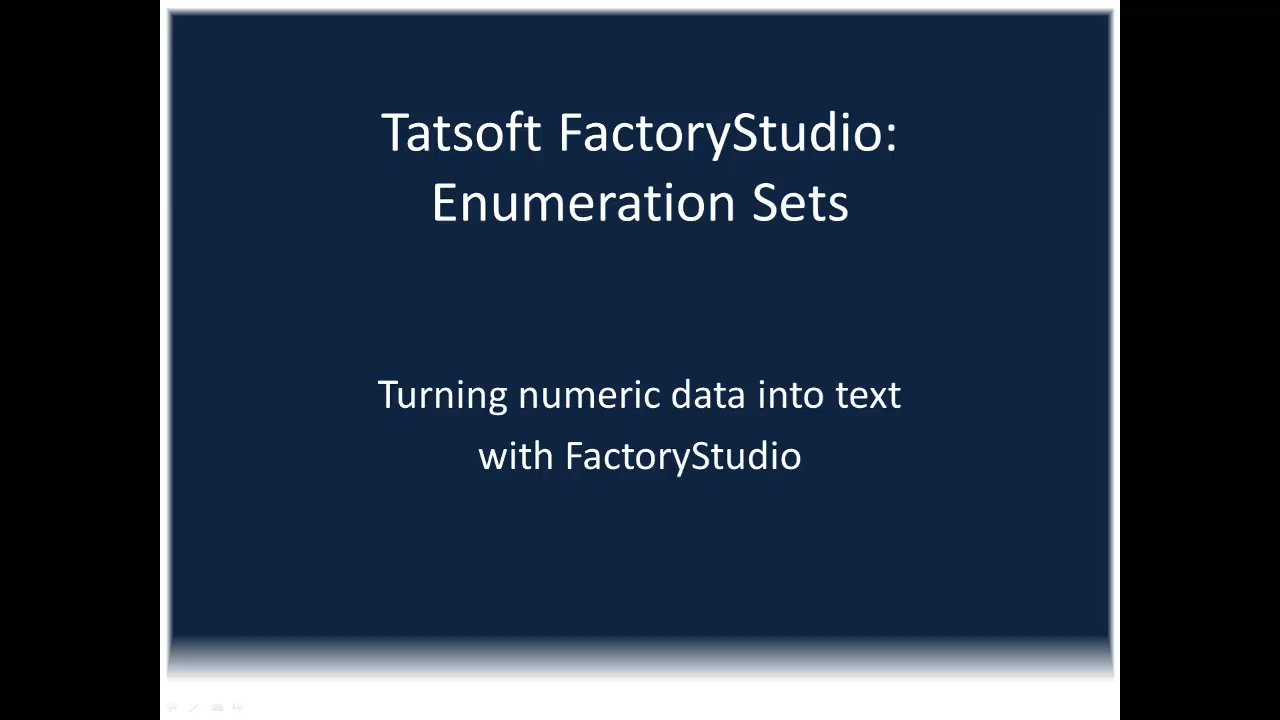 Tatsoft FactoryStudio:
Enumeration Sets
Turning numeric data into text
with FactoryStudio